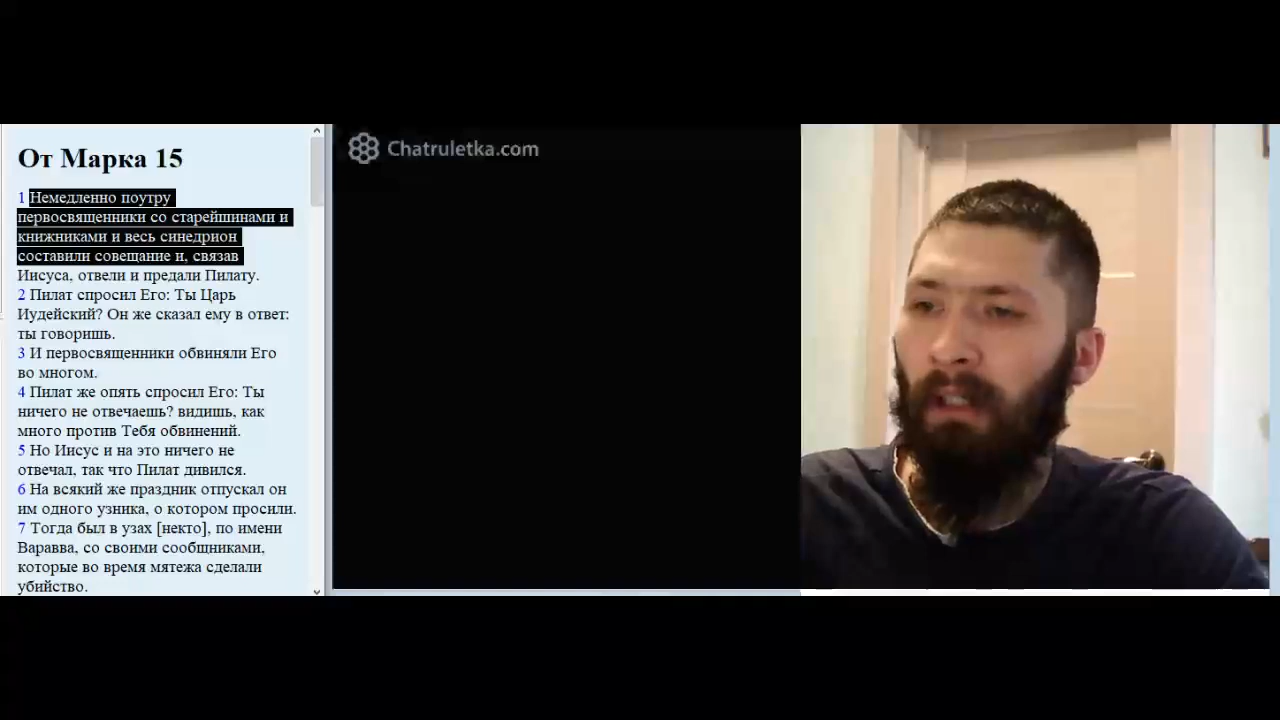 От Марка 15
1 Немедленно поутру
первосвященники со старейшинами и
книжниками и весь синедрион
составили совещание и, связав
Иисуса, отвели и предали Пилату.
2 Пилат спросил Его: Ты Царь
Иудейский? Он же сказал ему в ответ:
ты говоришь.
3 И первосвященники обвиняли Его
во многом.
4 Пилат же опять спросил Его: Ты
ничего не отвечаешь? видишь, как
много против Тебя обвинений.
5 Но Иисус и на это ничего не
отвечал, так что Пилат дивился.
6 На всякий же праздник отпускал он
им одного узника, о котором просили.
7 Тогда был в узах [некто], по имени
Варавва, со своими сообщниками,
которые во время мятежа сделали
убийство.
Chatruletka.com